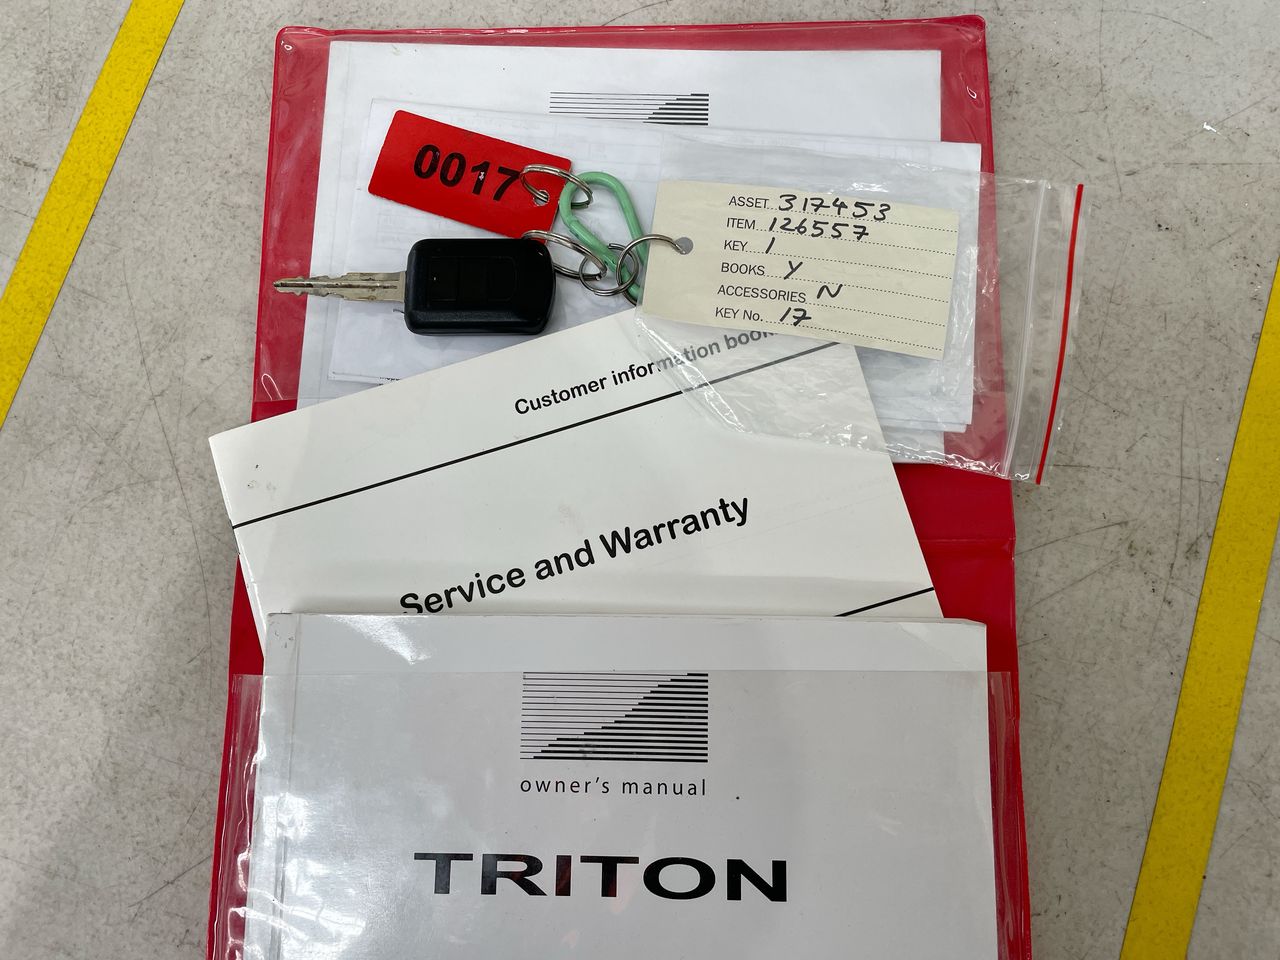 0017
ASSET 317453
ITEM 126557
KEY 1
BOOKS Y
ACCESSORIES N
KEY No. 17
Customer information book
Service and Warranty
owner's manual
TRITON